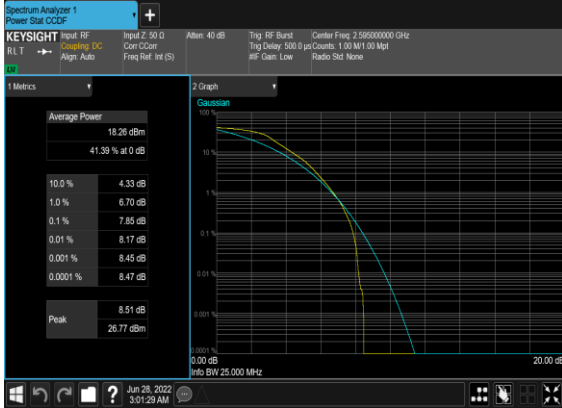 Spectrum Analyzer 1
Power Stat CCDF
+
KEYSIGHT Input: RF Input Z: 50 Ω Atten: 40 dB Trig: RF Burst Center Freq: 2.595000000 GHz
RLT Coupling: DC Corr CCorr Trig Delay: 500.0 µs Counts: 1.00 M/1.00 Mpt
Align: Auto Freq Ref: Int (S) #IF Gain: Low Radio Std: None
LXI
1 Metrics
Average Power
18.26 dBm
41.39 % at 0 dB
10.0 % 4.33 dB
1.0 % 6.70 dB
0.1 % 7.85 dB
0.01 % 8.17 dB
0.001 % 8.45 dB
0.0001 % 8.47 dB
Peak 8.51 dB
26.77 dBm
2 Graph
Gaussian
100 %
10 %
1 %
0.1 %
0.01 %
0.001 %
0.0001 %
0.00 dB 20.00 dB
Info BW 25.000 MHz
? Jun 28, 2022
3:01:29 AM